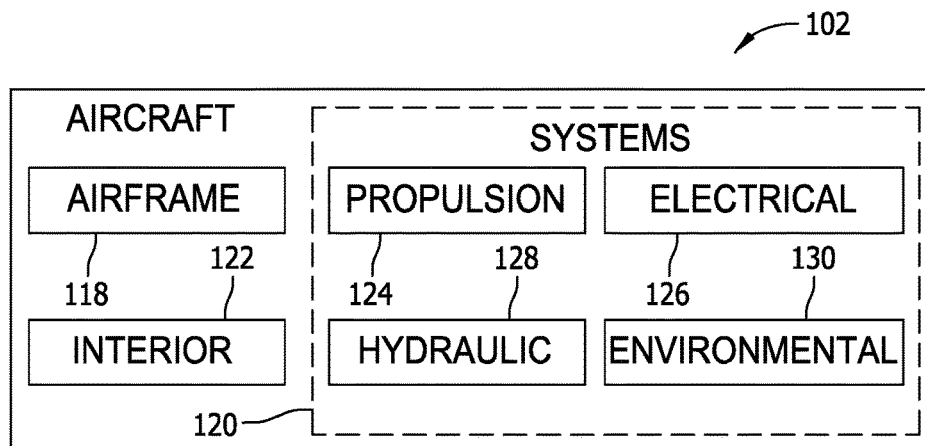 102
AIRCRAFT
SYSTEMS
AIRFRAME
PROPULSION
ELECTRICAL
122
128
130
118
124
126
INTERIOR
HYDRAULIC
ENVIRONMENTAL
120